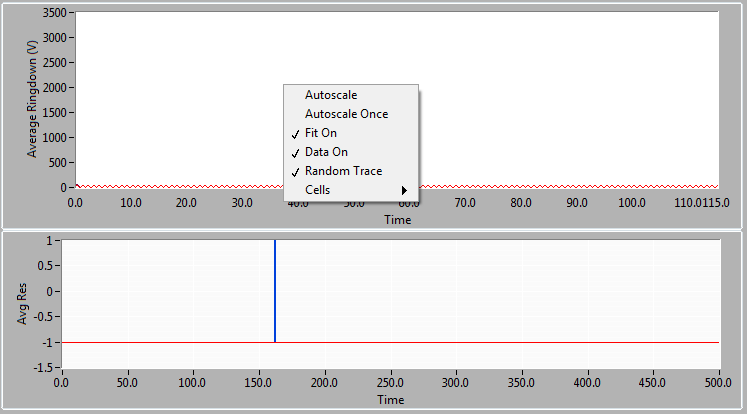 3500
3000
2500
2000
1500
1000
500
0
Average Ringdown (V)
Autoscale
Autoscale Once
Fit On
Data On
Random Trace
Cells
0.0 10.0 20.0 30.0 40.0 50.0 60.0 70.0 80.0 90.0 100.0 110.0 115.0
Time
1
0.5
0
-0.5
-1
-1.5
Avg Res
0.0 50.0 100.0 150.0 200.0 250.0 300.0 350.0 400.0 450.0 500.0
Time